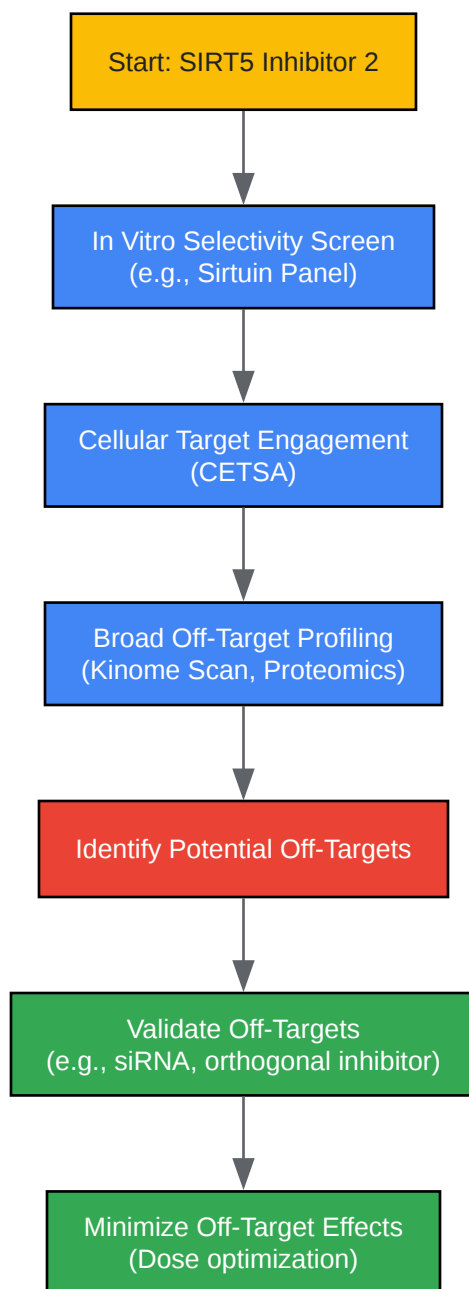 Start: SIRT5 Inhibitor 2
In Vitro Selectivity Screen
(e.g., Sirtuin Panel)
Cellular Target Engagement
(CETSA)
Broad Off-Target Profiling
(Kinome Scan, Proteomics)
Identify Potential Off-Targets
Validate Off-Targets
(e.g., siRNA, orthogonal inhibitor)
Minimize Off-Target Effects
(Dose optimization)